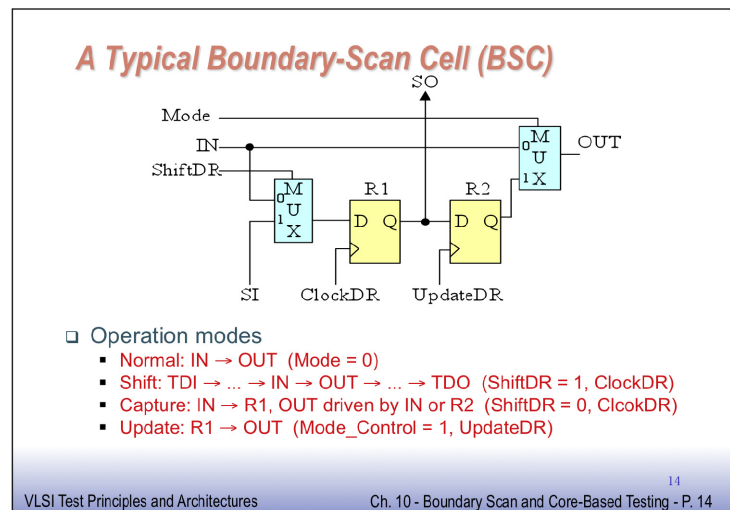 A Typical Boundary-Scan Cell (BSC)
SO
Mode
IN
OUT
ShiftDR
0 M U X 1
0 M U X 1
R1
R2
D Q
D Q
SI
ClockDR
UpdateDR
❑ Operation modes
▪ Normal: IN → OUT (Mode = 0)
▪ Shift: TDI → ... → IN → OUT → ... → TDO (ShiftDR = 1, ClockDR)
▪ Capture: IN → R1, OUT driven by IN or R2 (ShiftDR = 0, ClcokDR)
▪ Update: R1 → OUT (Mode_Control = 1, UpdateDR)
14
VLSI Test Principles and Architectures
Ch. 10 - Boundary Scan and Core-Based Testing - P. 14